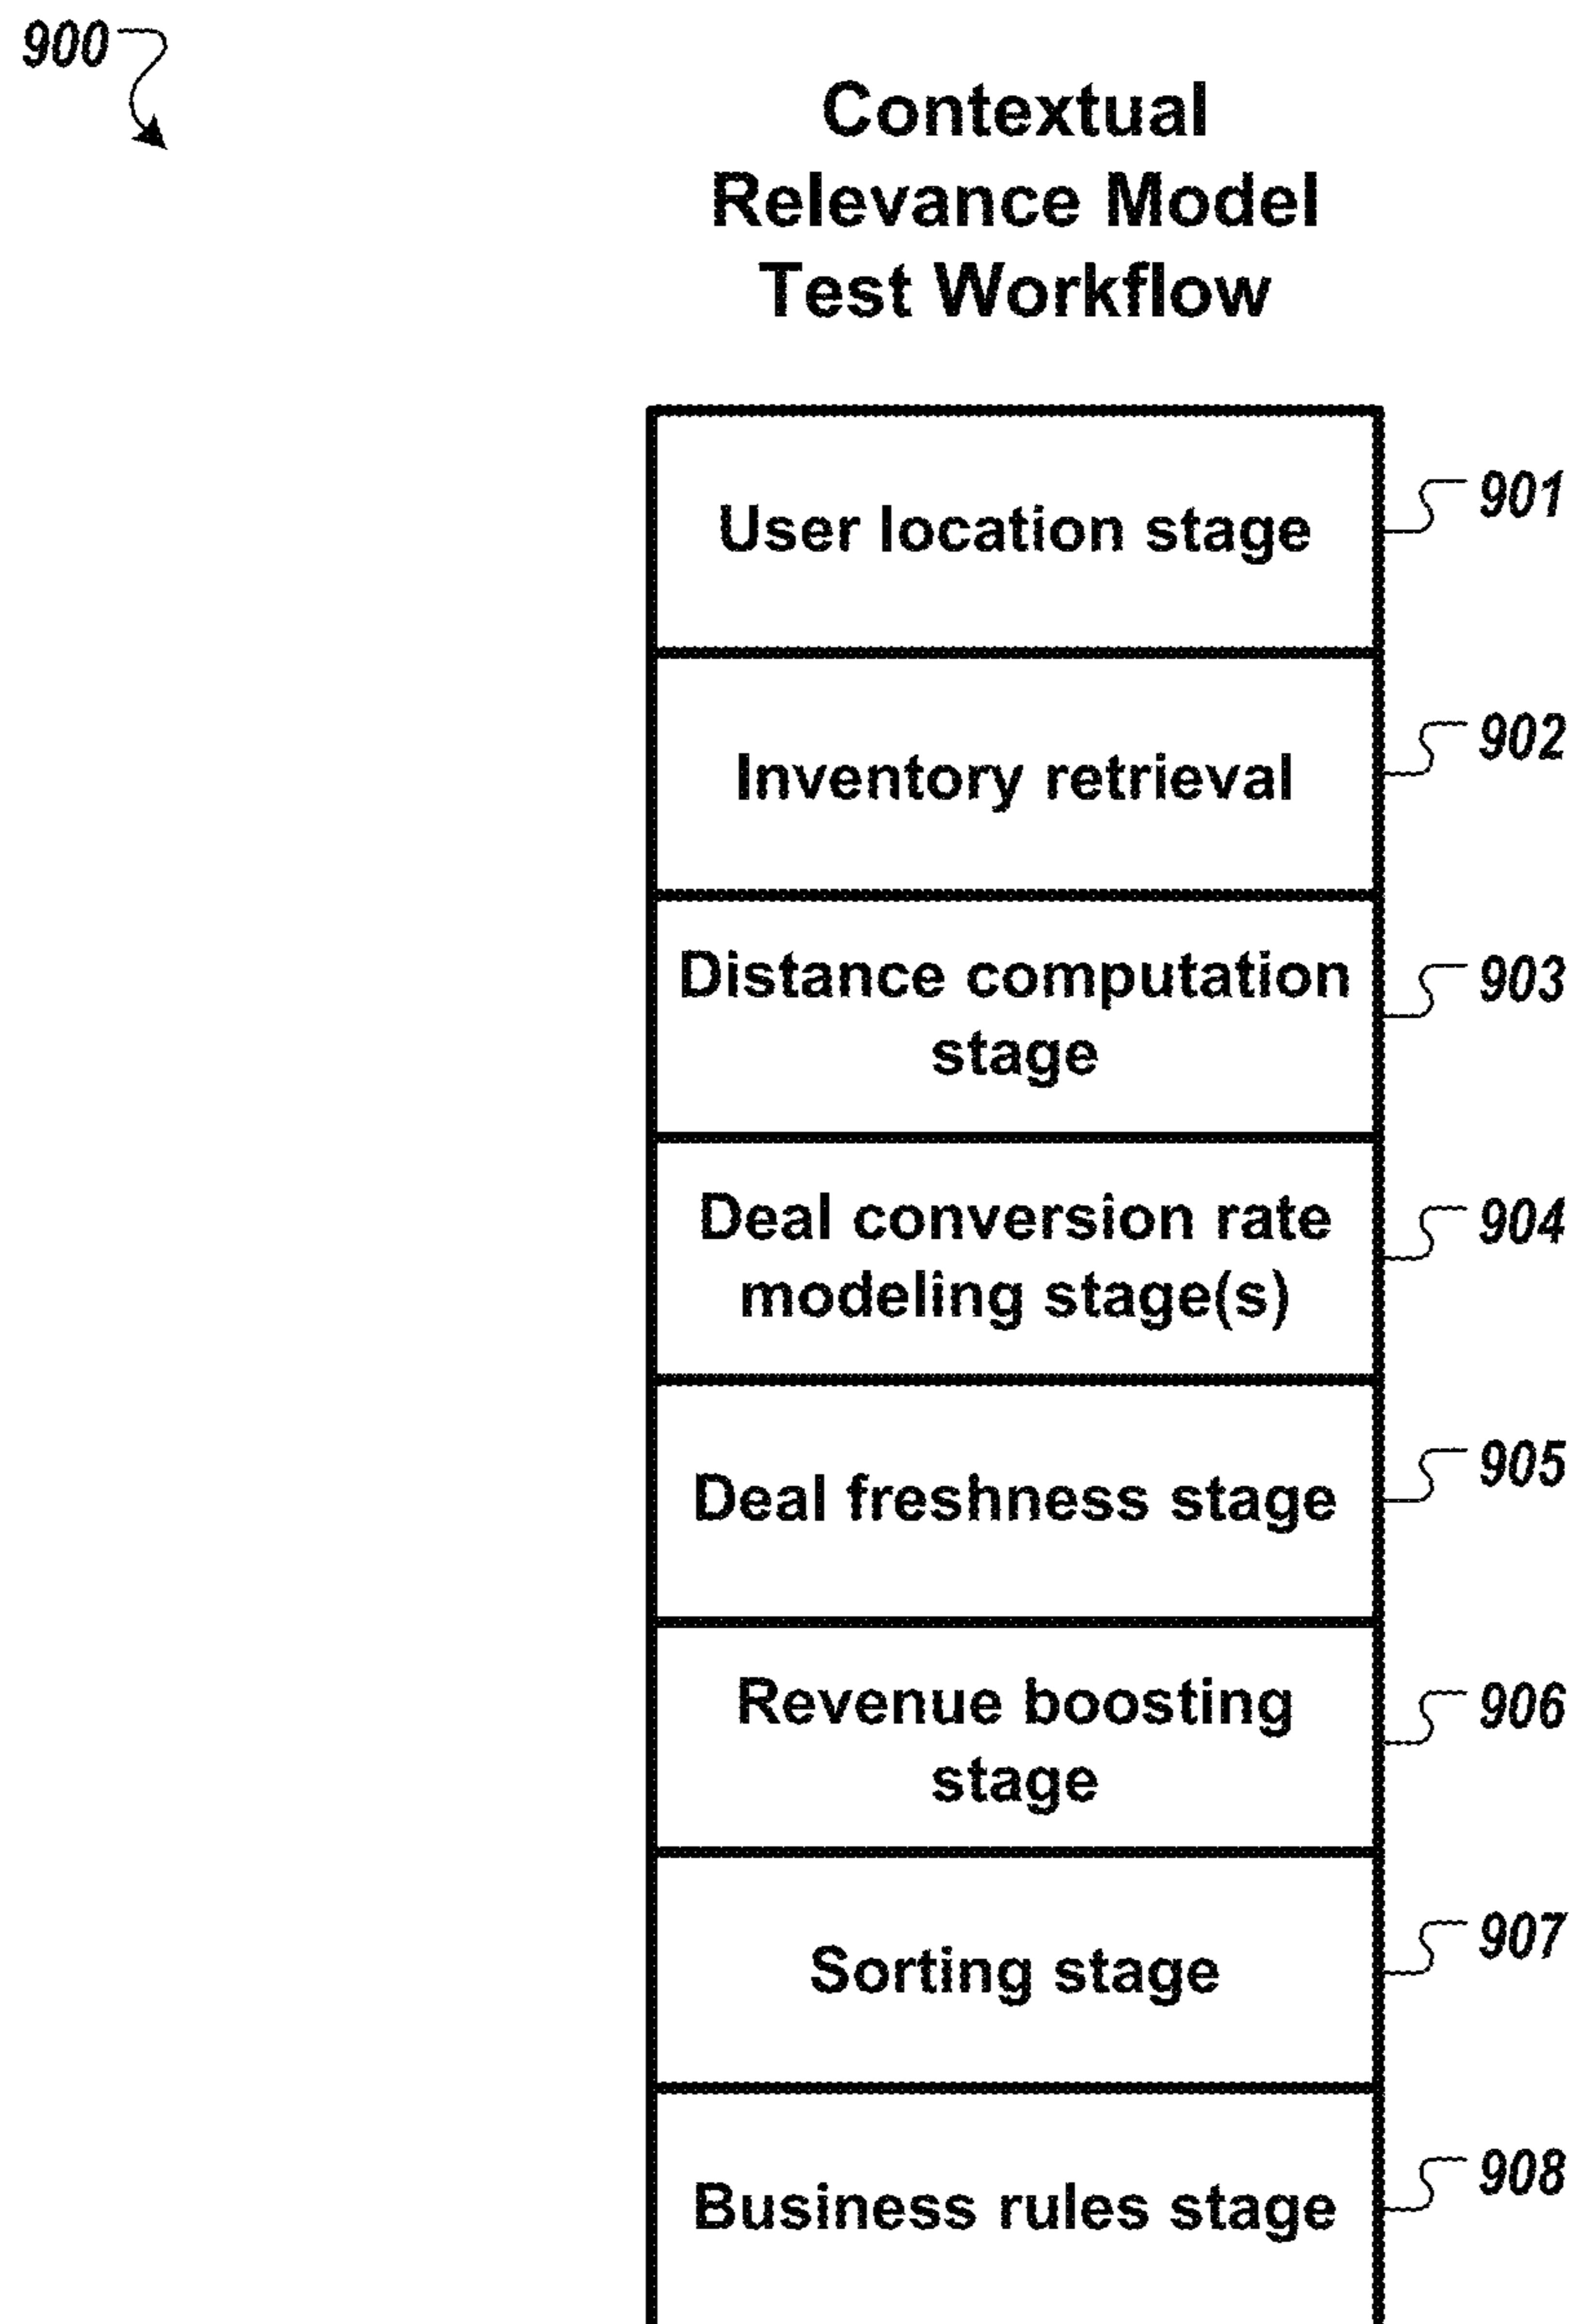 900
Contextual
Relevance Model
Test Workflow
User location stage
901
Inventory retrieval
902
Distance computation
stage
903
Deal conversion rate
modeling stage(s)
904
Deal freshness stage
905
Revenue boosting
stage
906
Sorting stage
907
Business rules stage
908